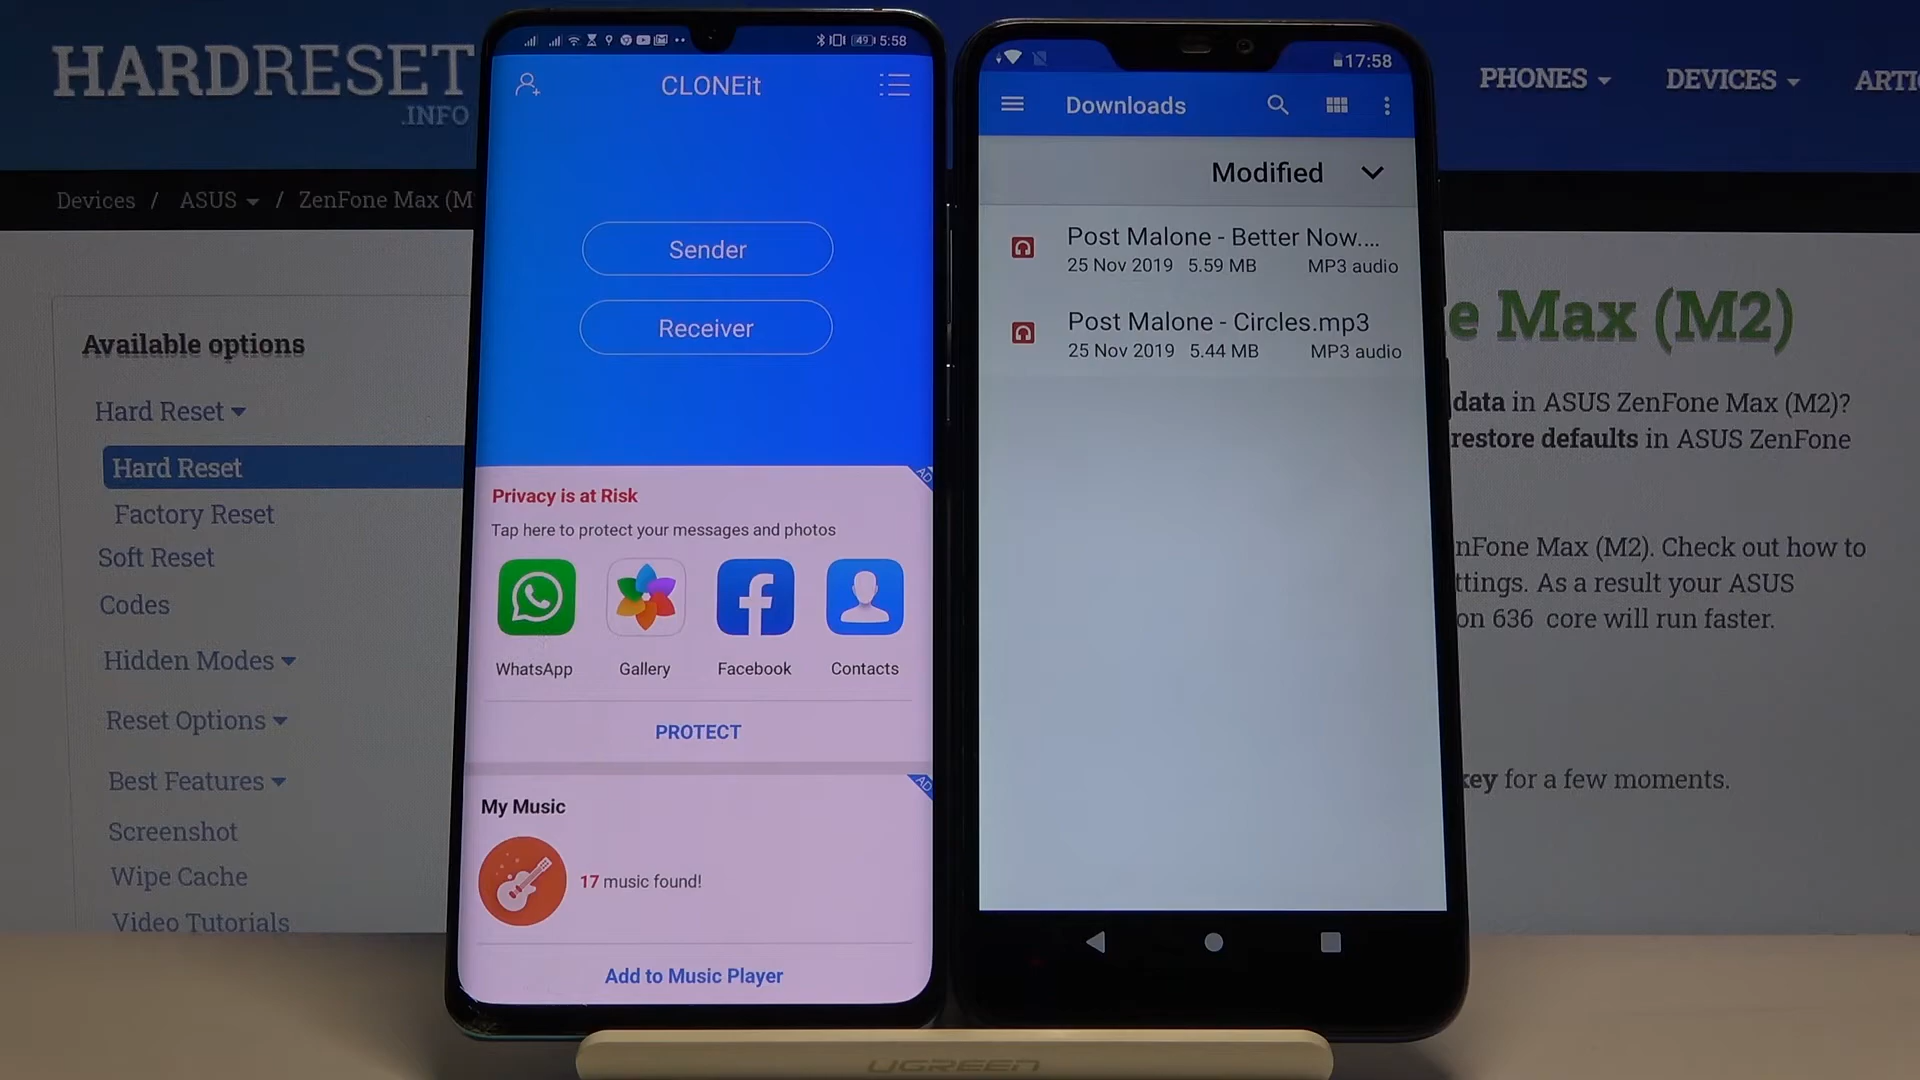 HARDRESET
.INFO
PHONES
DEVICES
ARTI
Devices / ASUS / ZenFone Max (M
Available options
Hard Reset
Hard Reset
Factory Reset
Soft Reset
Codes
Hidden Modes
Reset Options
Best Features
Screenshot
Wipe Cache
Video Tutorials
49 5:58
CLONEit
Sender
Receiver
AD
Privacy is at Risk
Tap here to protect your messages and photos
WhatsApp Gallery Facebook Contacts
PROTECT
AD
My Music
17 music found!
Add to Music Player
17:58
Downloads
Modified
Post Malone - Better Now....
25 Nov 2019 5.59 MB MP3 audio
Post Malone - Circles.mp3
25 Nov 2019 5.44 MB MP3 audio
e Max (M2)
data in ASUS ZenFone Max (M2)?
restore defaults in ASUS ZenFone
nFone Max (M2). Check out how to
ttings. As a result your ASUS
on 636 core will run faster.
key for a few moments.
UGREEN